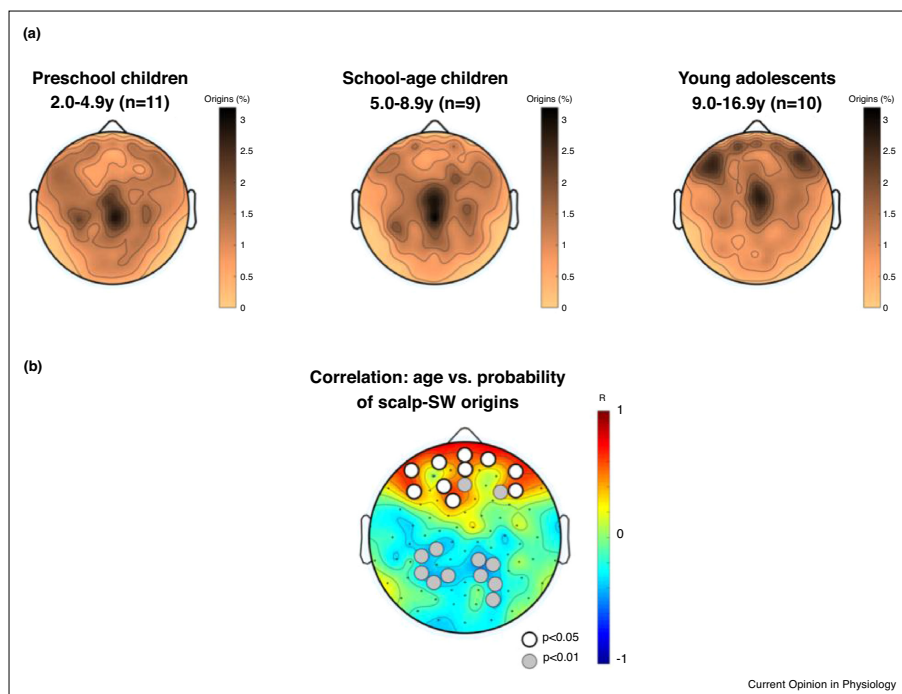 (a)
Preschool children
2.0-4.9y (n=11)
Origins (%)
3
2.5
2
1.5
1
0.5
0
School-age children
5.0-8.9y (n=9)
Origins (%)
3
2.5
2
1.5
1
0.5
0
Young adolescents
9.0-16.9y (n=10)
Origins (%)
3
2.5
2
1.5
1
0.5
0
(b)
Correlation: age vs. probability
of scalp-SW origins
R
1
0
-1
p<0.05
p<0.01
Current Opinion in Physiology